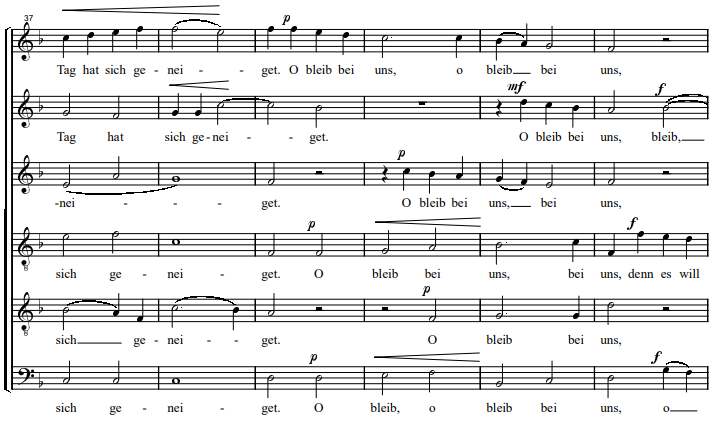 37
p
Tag hat sich ge - nei - - get. O bleib bei uns, o bleib bei uns,
mf f
Tag hat sich ge - nei - - get. O bleib bei uns, bleib,
p
-nei - - get. O bleib bei uns, bei uns,
p f
sich ge - nei - get. O bleib bei uns, bei uns, denn es will
p
sich ge - nei - get. O bleib bei uns,
p f
sich ge - nei - get. O bleib, o bleib bei uns, o